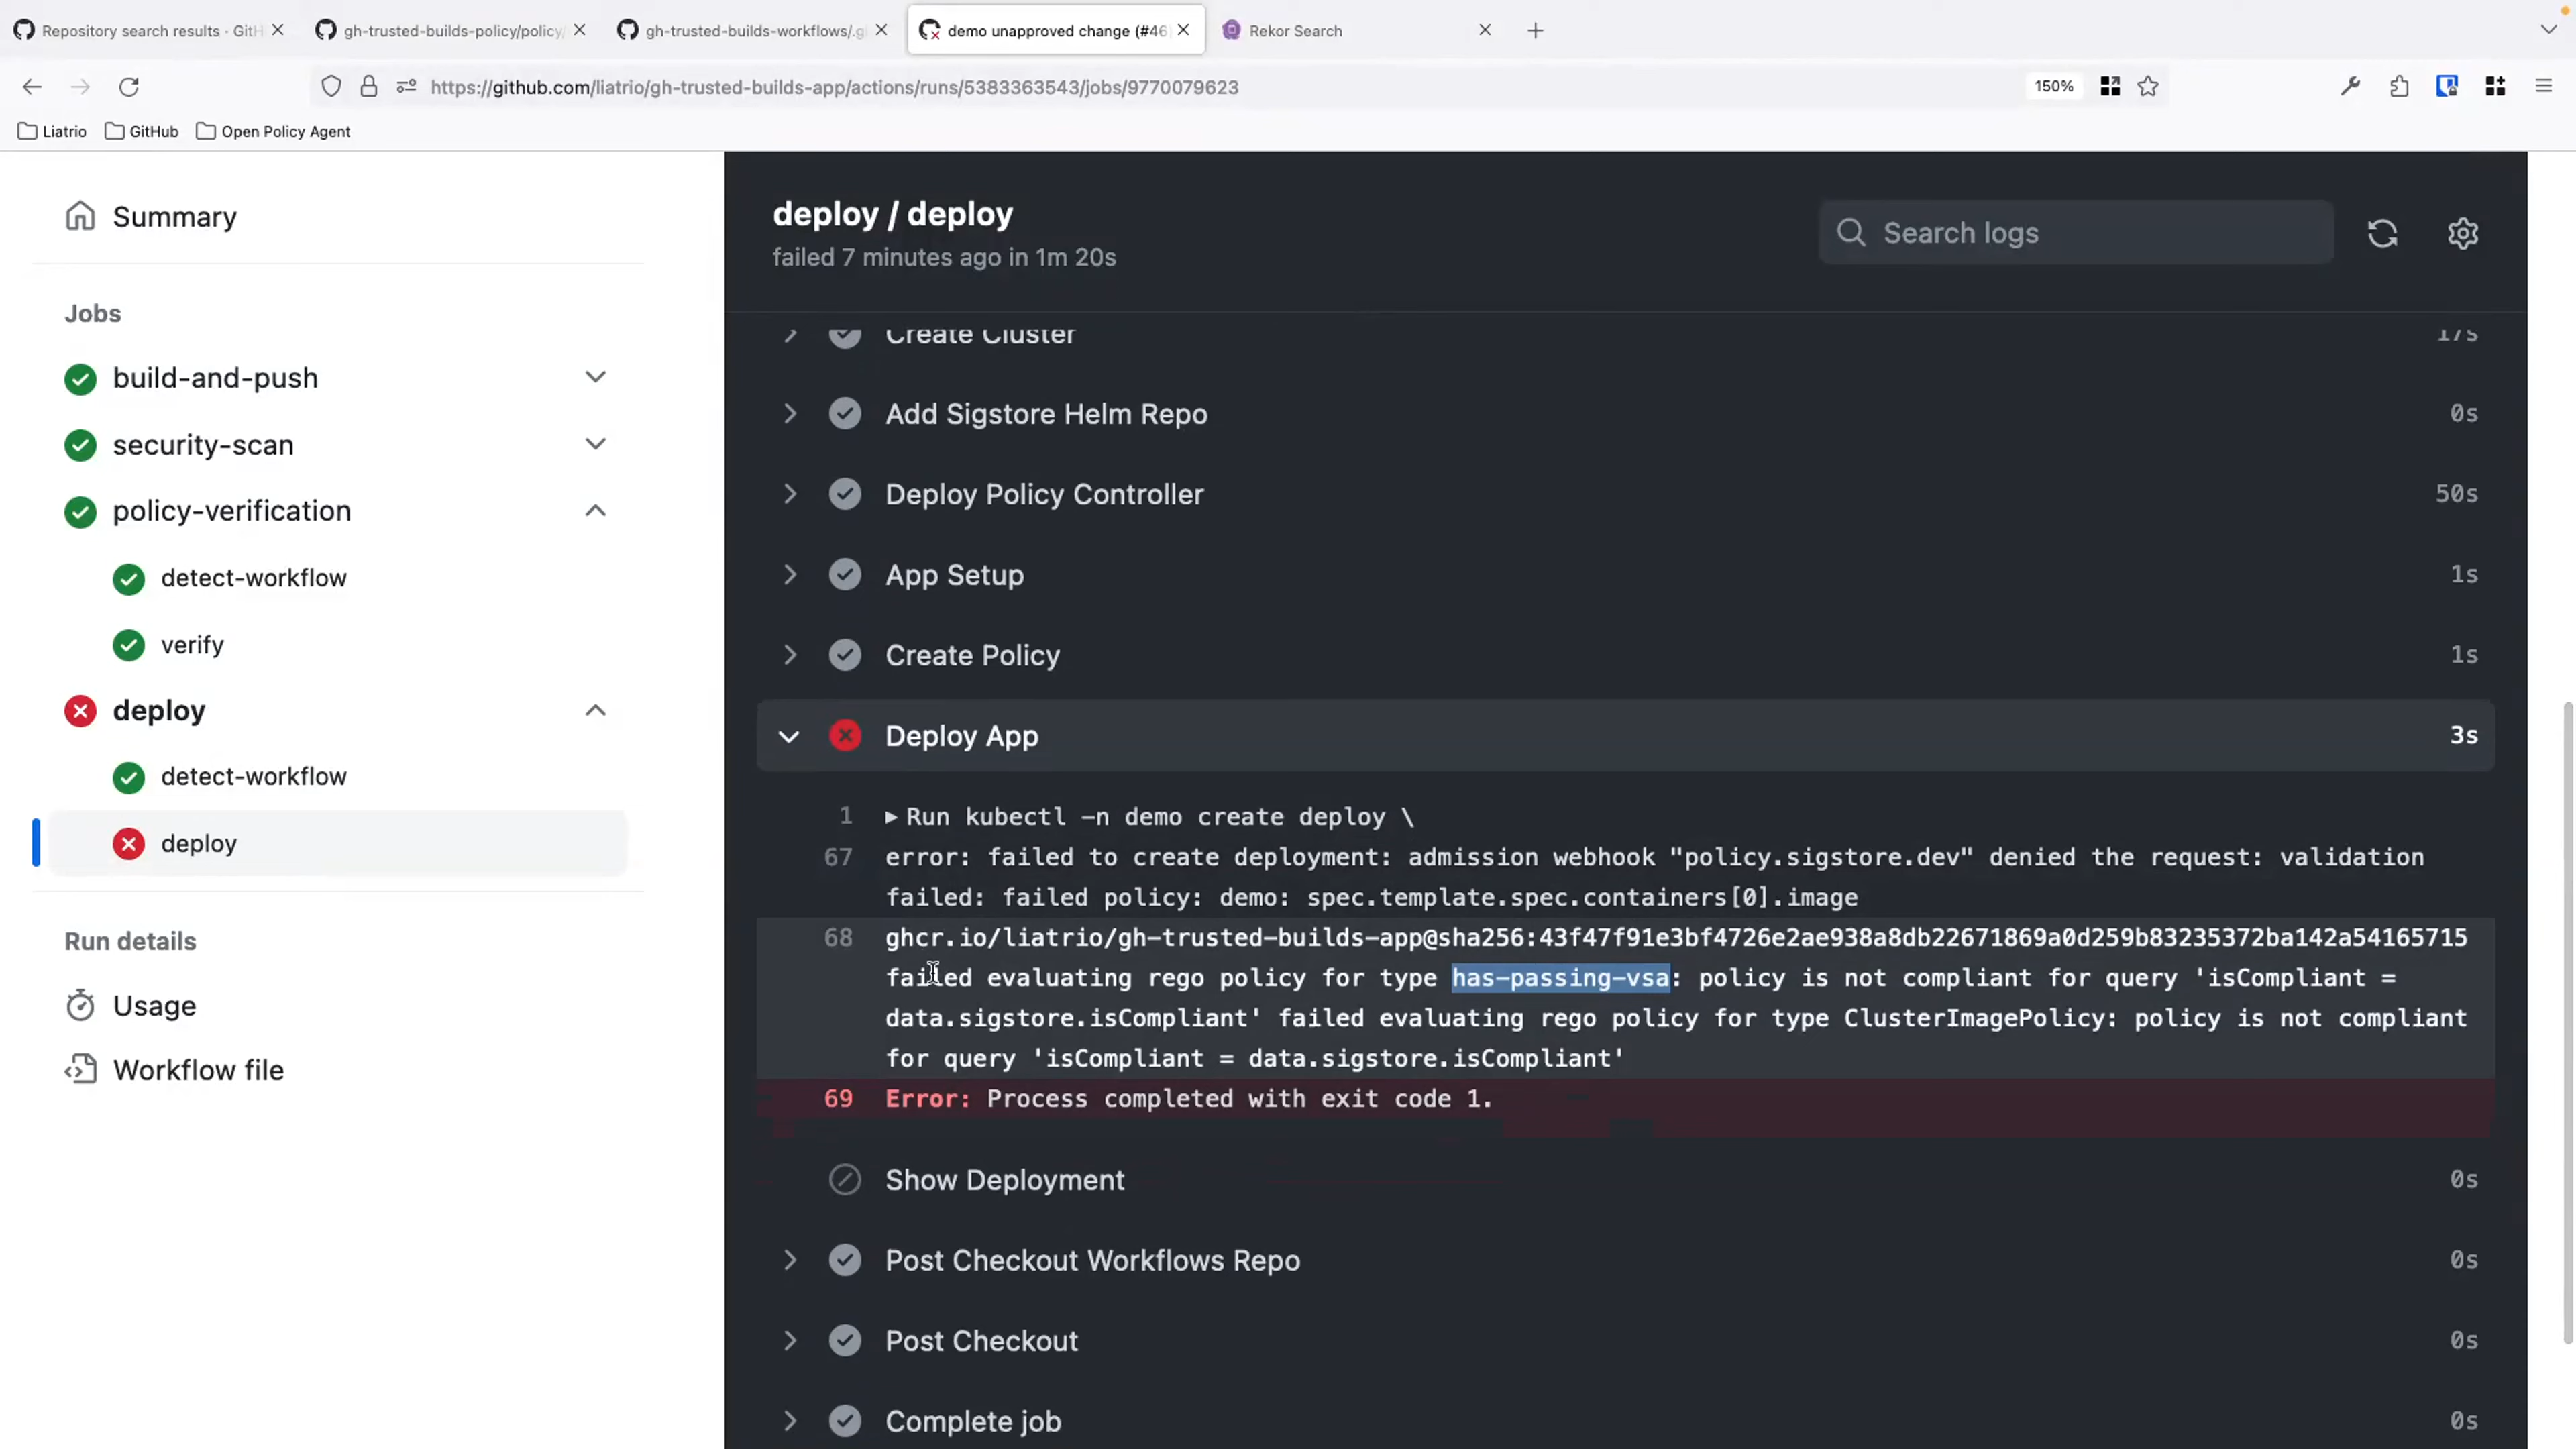 Repository search results · GitH
gh-trusted-builds-policy/policy/
gh-trusted-builds-workflows/.gi
demo unapproved change (#46
Rekor Search
https://github.com/liatrio/gh-trusted-builds-app/actions/runs/5383363543/jobs/9770079623
150%
Liatrio
GitHub
Open Policy Agent
Summary
Jobs
build-and-push
security-scan
policy-verification
detect-workflow
verify
deploy
detect-workflow
deploy
Run details
Usage
Workflow file
deploy / deploy
failed 7 minutes ago in 1m 20s
Search logs
Create Cluster 17s
Add Sigstore Helm Repo 0s
Deploy Policy Controller 50s
App Setup 1s
Create Policy 1s
Deploy App 3s
1 ▶ Run kubectl -n demo create deploy \
67 error: failed to create deployment: admission webhook "policy.sigstore.dev" denied the request: validation
failed: failed policy: demo: spec.template.spec.containers[0].image
68 ghcr.io/liatrio/gh-trusted-builds-app@sha256:43f47f91e3bf4726e2ae938a8db22671869a0d259b83235372ba142a54165715
failed evaluating rego policy for type has-passing-vsa: policy is not compliant for query 'isCompliant =
data.sigstore.isCompliant' failed evaluating rego policy for type ClusterImagePolicy: policy is not compliant
for query 'isCompliant = data.sigstore.isCompliant'
69 Error: Process completed with exit code 1.
Show Deployment 0s
Post Checkout Workflows Repo 0s
Post Checkout 0s
Complete job 0s